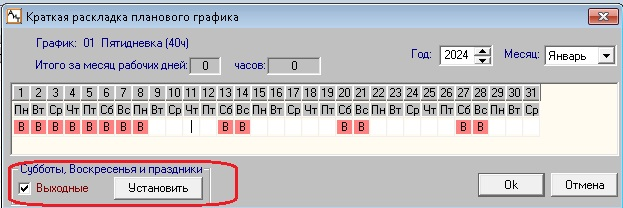 Краткая раскладка планового графика
График: 01 Пятидневка (40ч)
Год: 2024 Месяц: Январь
Итого за месяц рабочих дней: 0 часов: 0
1 2 3 4 5 6 7 8 9 10 11 12 13 14 15 16 17 18 19 20 21 22 23 24 25 26 27 28 29 30 31
Пн Вт Ср Чт Пт Сб Вс Пн Вт Ср Чт Пт Сб Вс Пн Вт Ср Чт Пт Сб Вс Пн Вт Ср Чт Пт Сб Вс Пн Вт Ср
В В В В В В В В В В В В В В
Субботы, Воскресенья и праздники
Выходные Установить
Ok Отмена